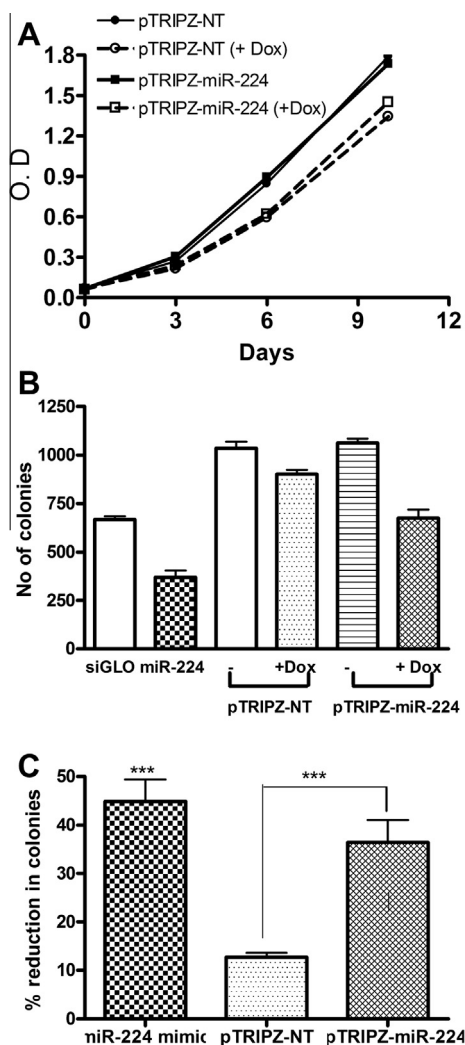 A
pTRIPZ-NT
pTRIPZ-NT (+ Dox)
pTRIPZ-miR-224
pTRIPZ-miR-224 (+Dox)
1.8
1.5
1.2
0.9
0.6
0.3
0.0
O. D
0 3 6 9 12
Days
B
1250
1000
750
500
250
0
No of colonies
siGLO miR-224 - +Dox - + Dox
pTRIPZ-NT pTRIPZ-miR-224
C
50
40
30
20
10
0
% reduction in colonies
*** ***
miR-224 mimic pTRIPZ-NT pTRIPZ-miR-224